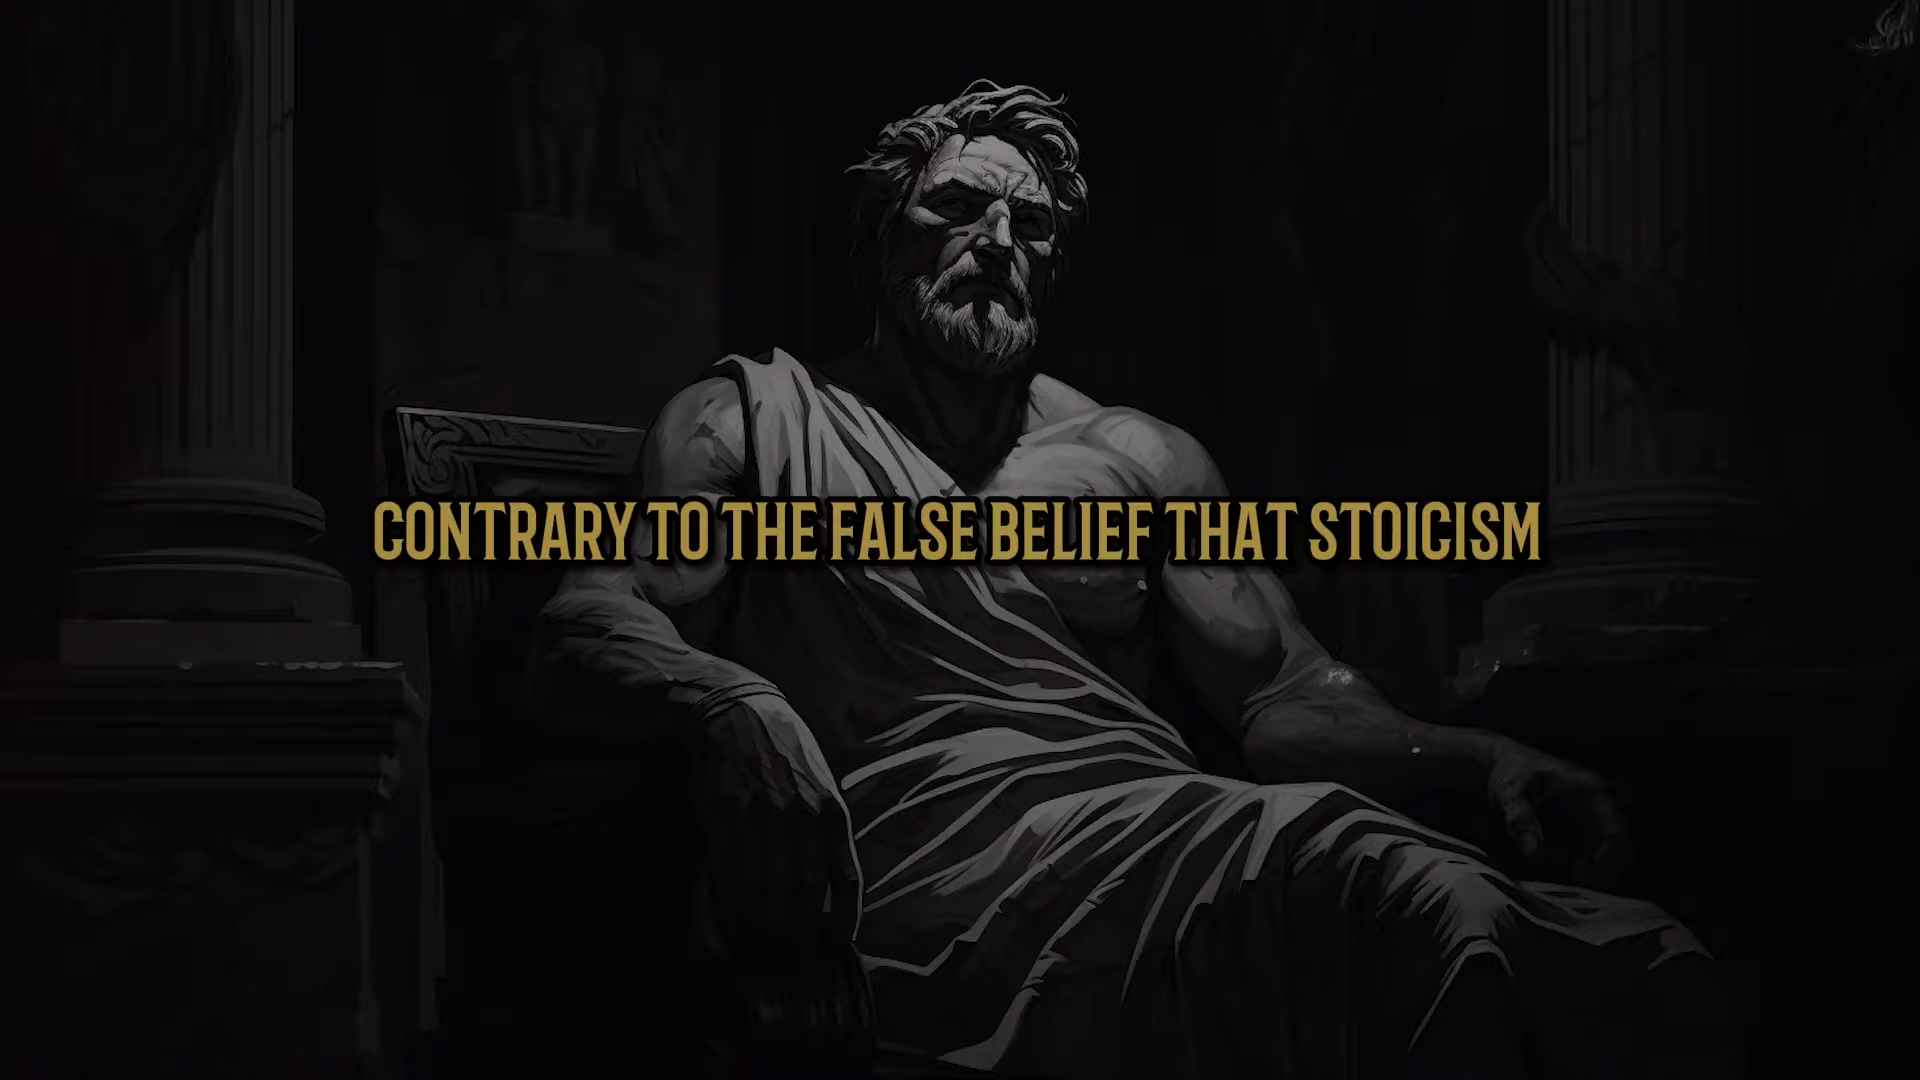 CONTRARY TO THE FALSE BELIEF THAT STOICISM